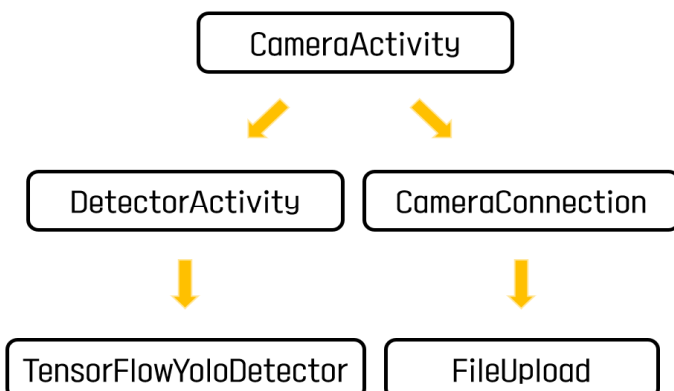 CameraActivity
DetectorActivity
CameraConnection
TensorFlowYoloDetector
FileUpload